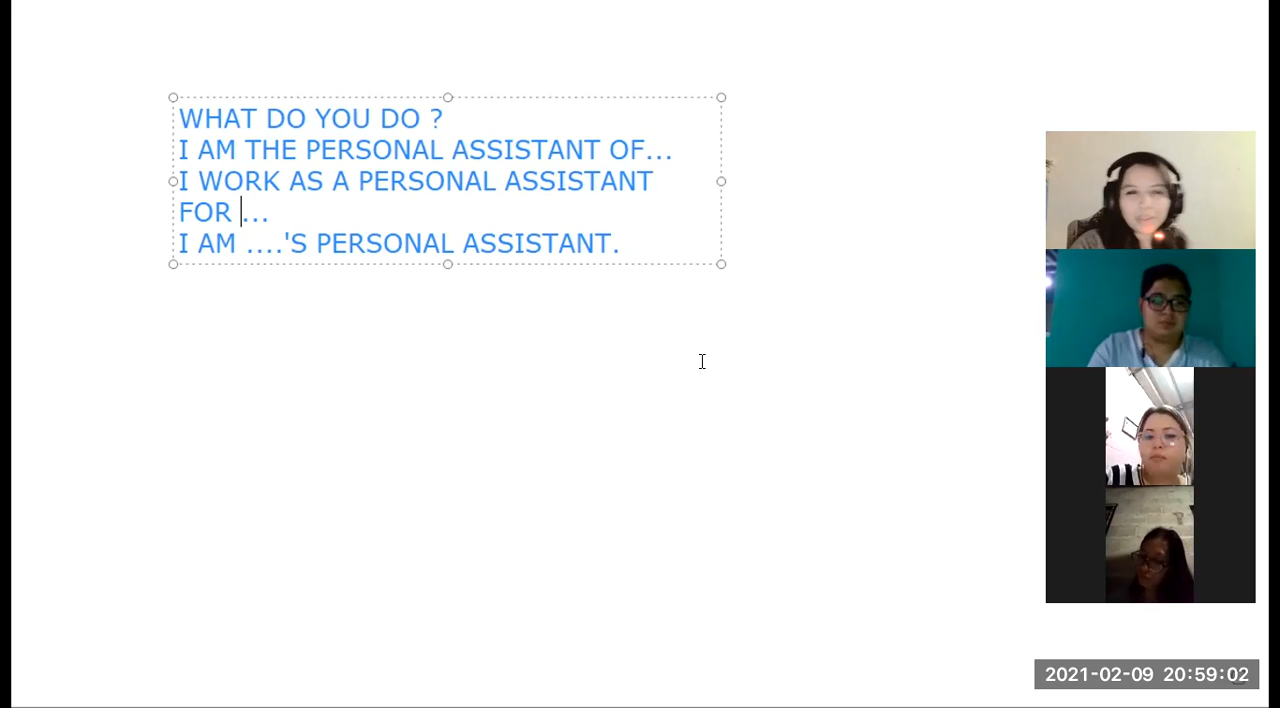 WHAT DO YOU DO ?
I AM THE PERSONAL ASSISTANT OF...
I WORK AS A PERSONAL ASSISTANT
FOR ...
I AM ....'S PERSONAL ASSISTANT.
2021-02-09 20:59:02